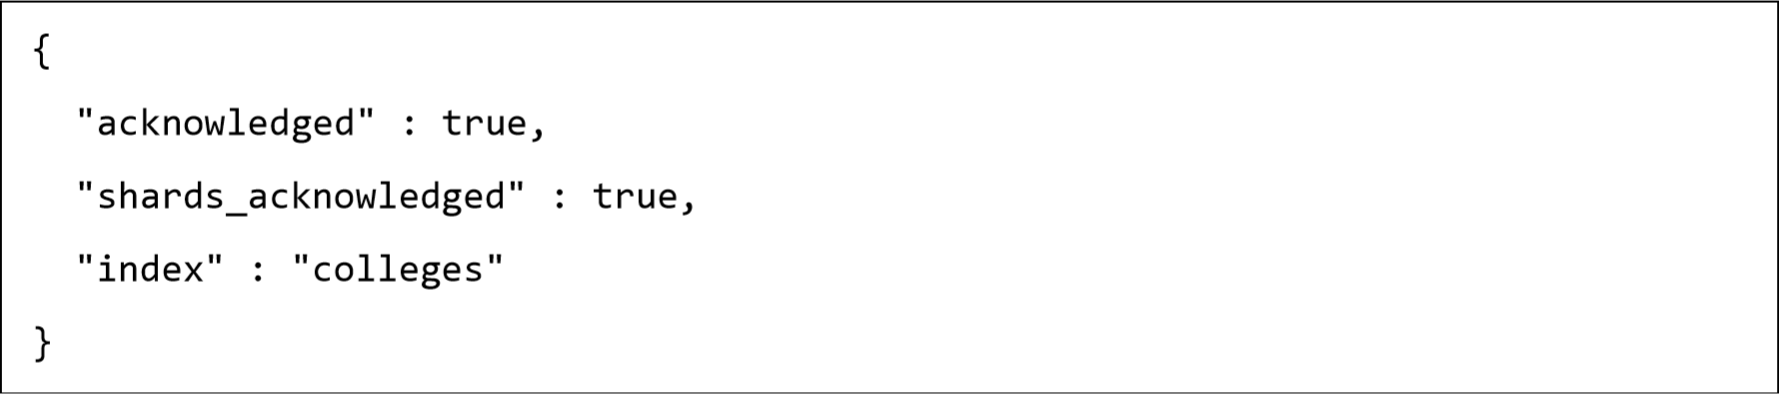 {
  "acknowledged" : true,
  "shards_acknowledged" : true,
  "index" : "colleges"
}